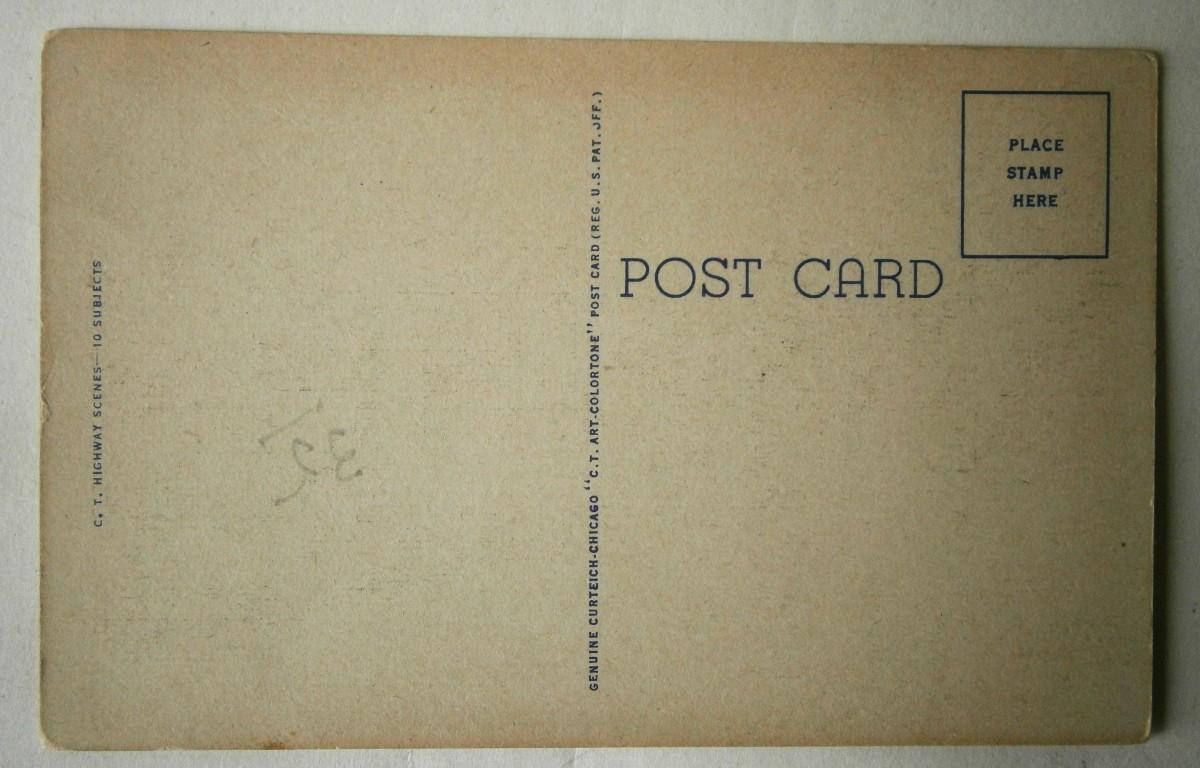 C. T. HIGHWAY SCENES—10 SUBJECTS
GENUINE CURTEICH-CHICAGO "C.T. ART-COLORTONE" POST CARD (REG. U.S. PAT. OFF.)
POST CARD
PLACE
STAMP
HERE